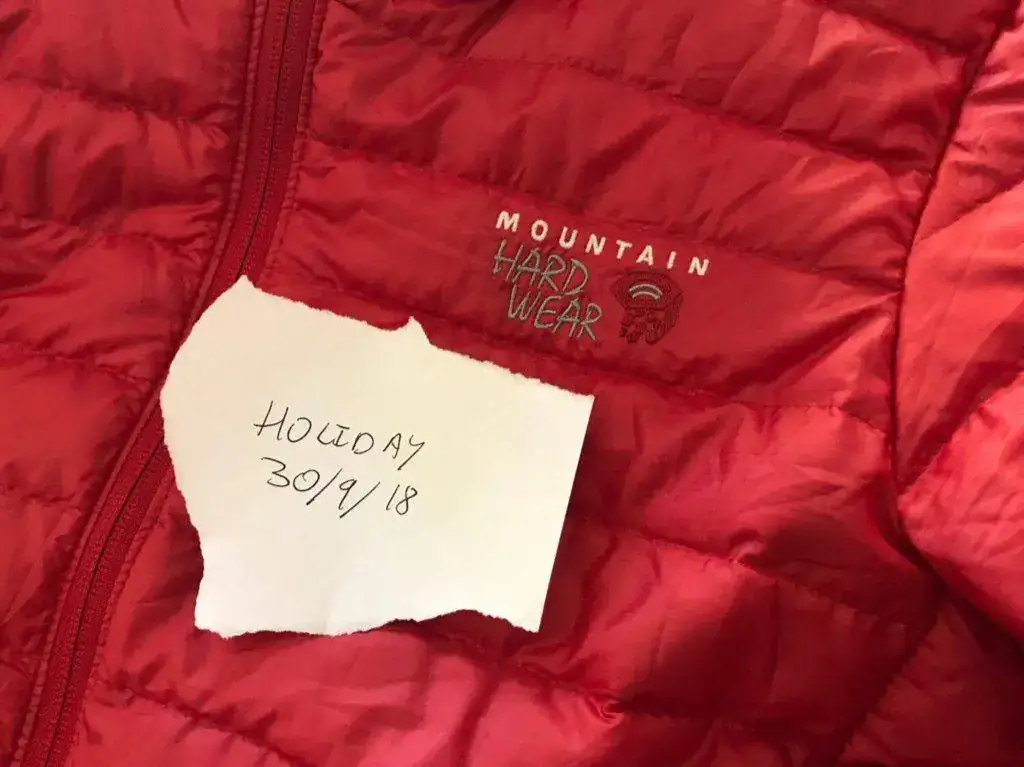 MOUNTAIN
HARD
WEAR
HOLIDAY
30/9/18